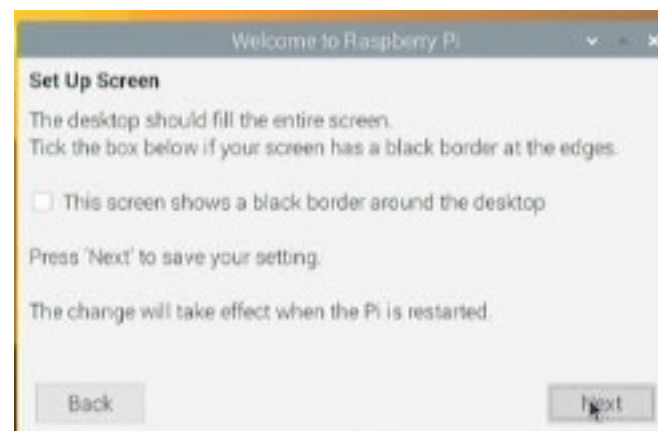 Welcome to Raspberry Pi
Set Up Screen
The desktop should fill the entire screen.
Tick the box below if your screen has a black border at the edges.
This screen shows a black border around the desktop
Press 'Next' to save your setting.
The change will take effect when the Pi is restarted.
Back
Next